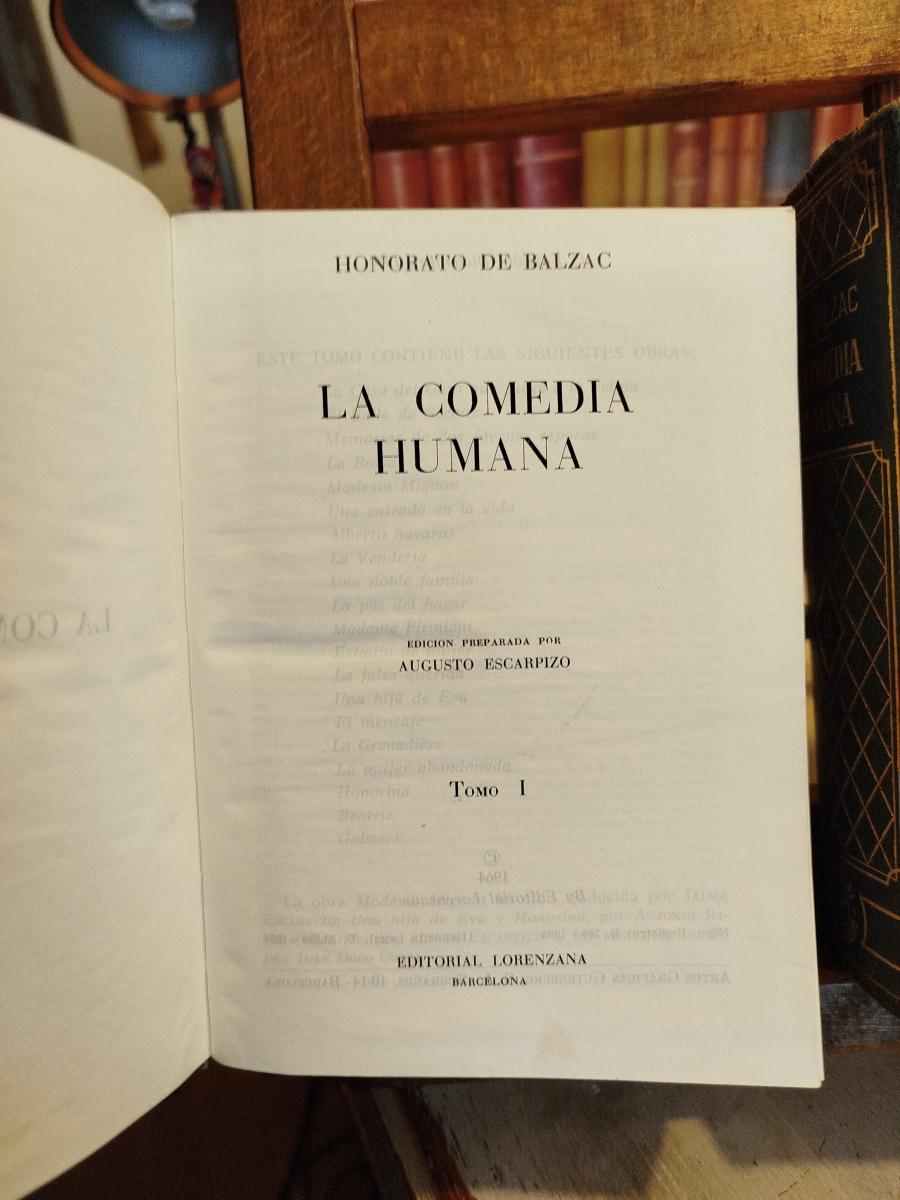 HONORATO DE BALZAC
ESTE TOMO CONTIENE LAS SIGUIENTES OBRAS:
LA COMEDIA
HUMANA
Modesta Mignon
Una entrada en la vida
Alberto Savarus
La Vendetta
Una doble familia
La paz del hogar
Madame Firmiani
EDICION PREPARADA POR
AUGUSTO ESCARPIZO
La falsa querida
Una hija de Eva
El mensaje
La Grenadière
La mujer abandonada
Honorina
Tomo I
Beatriz
Gobseck
©
1964
By Editorial Lorenzana
EDITORIAL LORENZANA
BARCELONA
BALZAC
COMEDIA
HUMANA